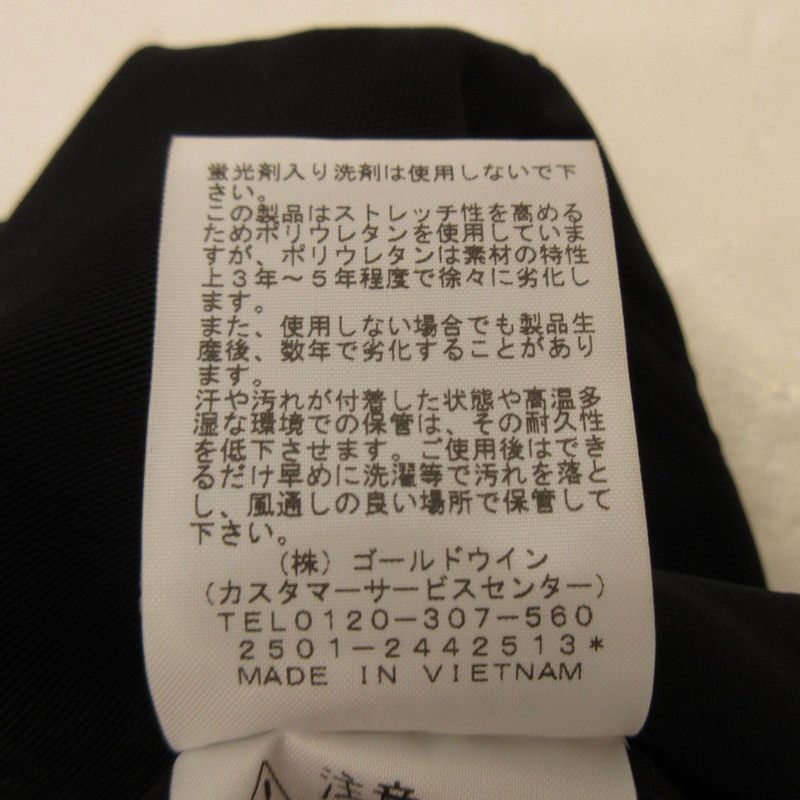 蛍光剤入り洗剤は使用しないで下
さい。
この製品はストレッチ性を高める
ためポリウレタンを使用していま
すが、ポリウレタンは素材の特性
上3年〜5年程度で徐々に劣化し
ます。
また、使用しない場合でも製品生
産後、数年で劣化することがあり
ます。
汗や汚れが付着した状態や高温多
湿な環境での保管は、その耐久性
を低下させます。ご使用後はでき
るだけ早めに洗濯等で汚れを落と
し、風通しの良い場所で保管して
下さい。
(株) ゴールドウイン
(カスタマーサービスセンター)
TEL0120-307-560
2501-2442513*
MADE IN VIETNAM
注意